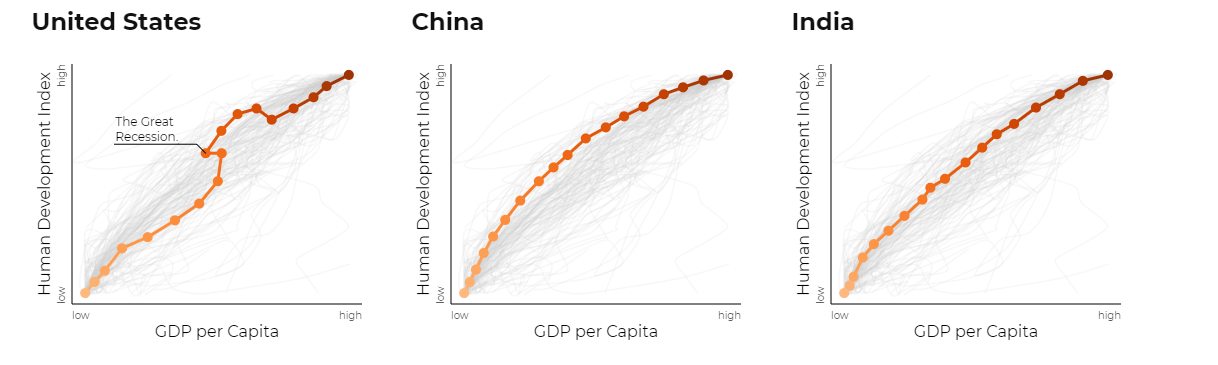 United States
China
India
high
Human Development Index
low
The Great
Recession.
low
high
GDP per Capita
high
Human Development Index
low
low
high
GDP per Capita
high
Human Development Index
low
low
high
GDP per Capita